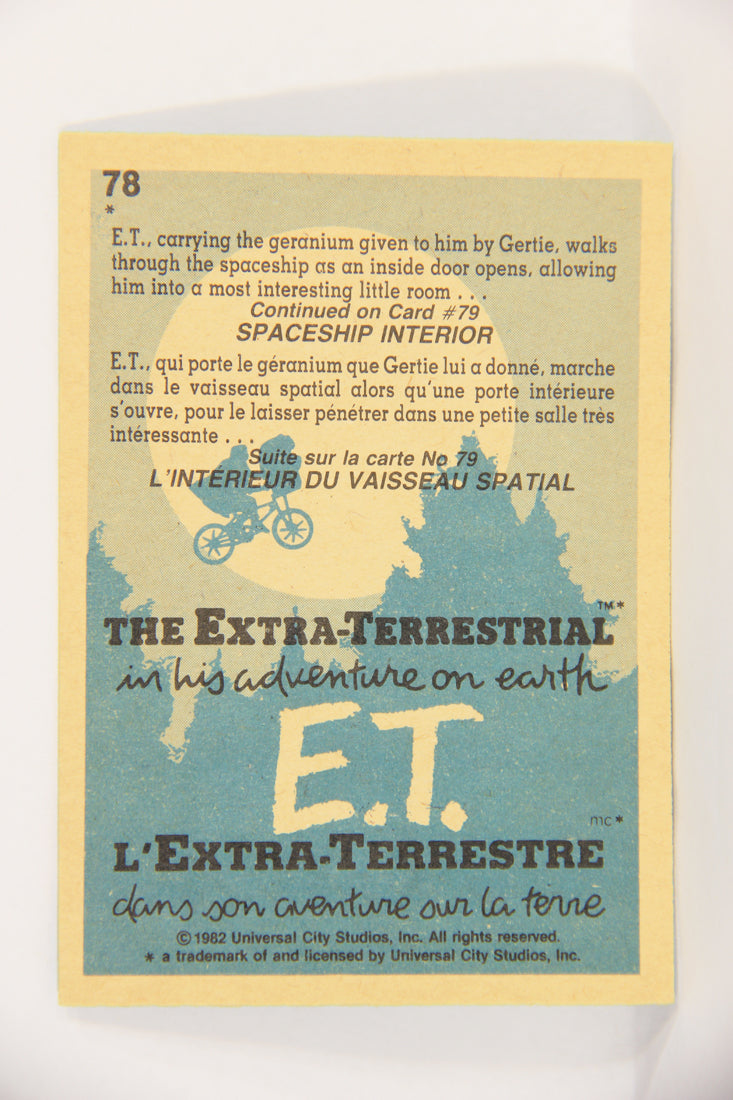 78
*
E.T., carrying the geranium given to him by Gertie, walks
through the spaceship as an inside door opens, allowing
him into a most interesting little room . . .
Continued on Card #79
SPACESHIP INTERIOR
E.T., qui porte le géranium que Gertie lui a donné, marche
dans le vaisseau spatial alors qu'une porte intérieure
s'ouvre, pour le laisser pénétrer dans une petite salle très
intéressante . . .
Suite sur la carte No 79
L'INTÉRIEUR DU VAISSEAU SPATIAL
THE EXTRA-TERRESTRIAL™*
in his adventure on earth
E.T.
mc*
L'EXTRA-TERRESTRE
dans son aventure sur la terre
© 1982 Universal City Studios, Inc. All rights reserved.
* a trademark of and licensed by Universal City Studios, Inc.